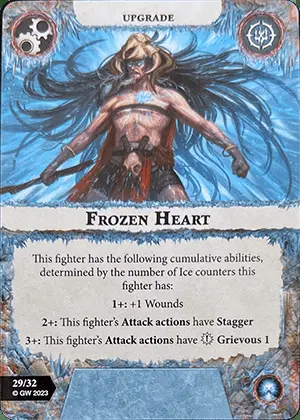 UPGRADE
FROZEN HEART
This fighter has the following cumulative abilities,
determined by the number of Ice counters this
fighter has:
1+: +1 Wounds
2+: This fighter's Attack actions have Stagger
3+: This fighter's Attack actions have Grievous 1
29/32
© GW 2023